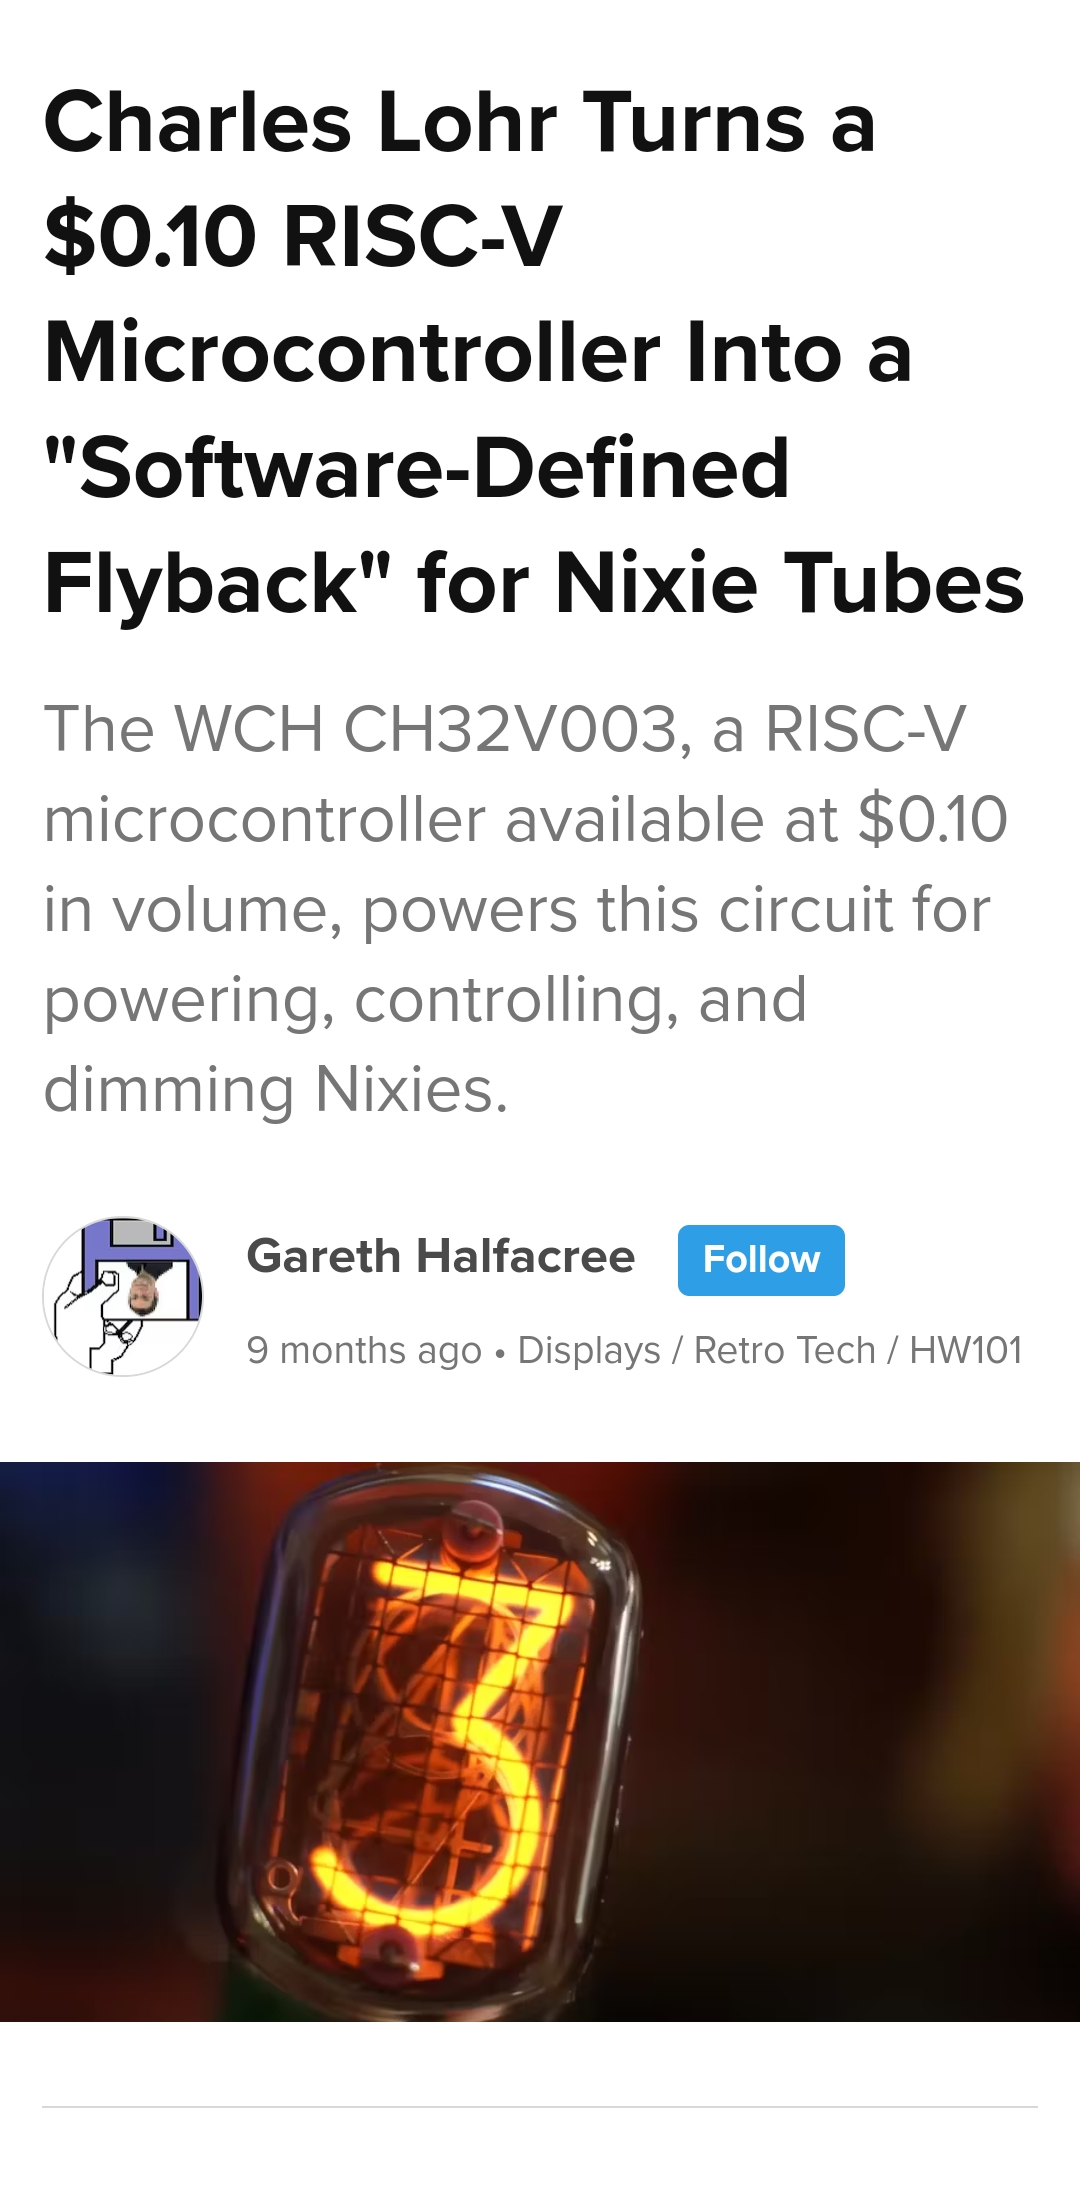 Charles Lohr Turns a
$0.10 RISC-V
Microcontroller Into a
"Software-Defined
Flyback" for Nixie Tubes
The WCH CH32V003, a RISC-V
microcontroller available at $0.10
in volume, powers this circuit for
powering, controlling, and
dimming Nixies.
Gareth Halfacree
Follow
9 months ago • Displays / Retro Tech / HW101
3